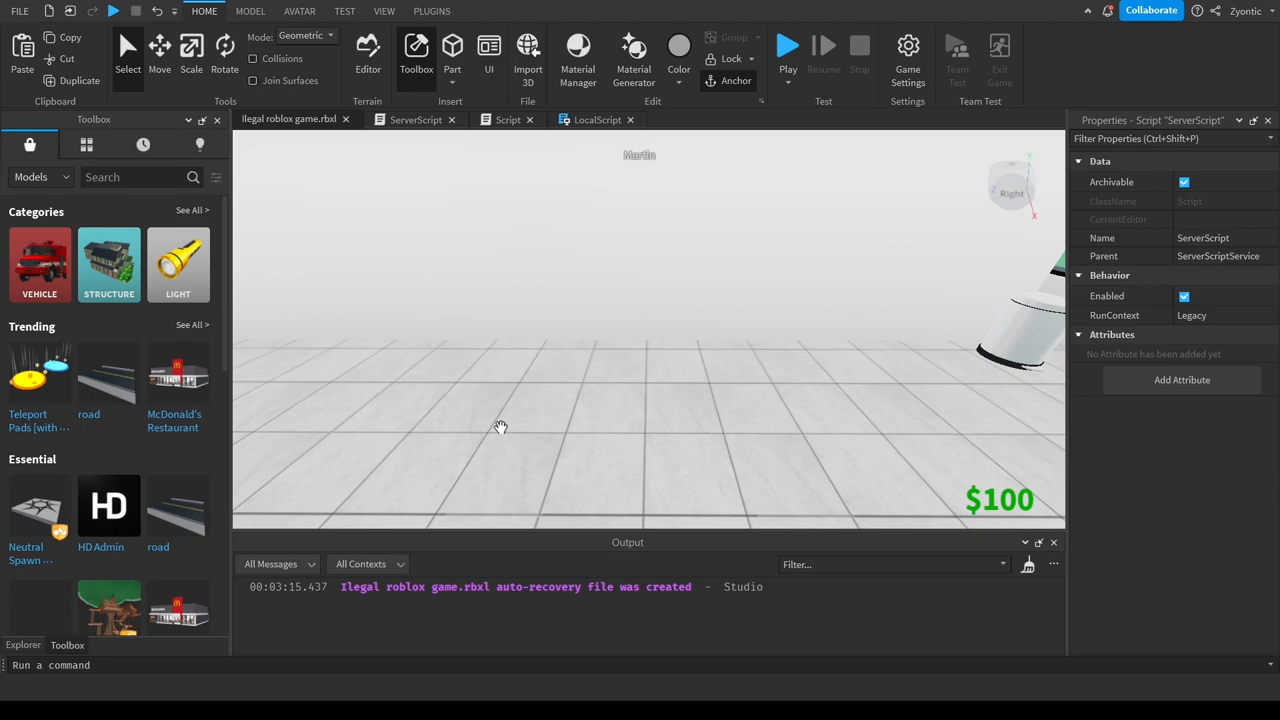 FILE HOME MODEL AVATAR TEST VIEW PLUGINS Collaborate Zyontic
Paste Copy Cut Duplicate Clipboard
Select Move Scale Rotate Mode: Geometric Collisions Join Surfaces Tools
Editor Terrain
Toolbox Part UI Insert
Import 3D File
Material Manager Material Generator Color Group Lock Anchor Edit
Play Resume Stop Test
Game Settings Settings
Team Test Exit Game Team Test
Toolbox
Models Search
Categories See All >
VEHICLE STRUCTURE LIGHT
Trending See All >
Teleport Pads [with ... road McDonald's Restaurant
Essential See All >
HD
Neutral Spawn ... HD Admin road
Explorer Toolbox
Run a command
Ilegal roblox game.rbxl ServerScript Script LocalScript
Martin
Right
Y
Z
X
$100
Output
All Messages All Contexts Filter...
00:03:15.437 Ilegal roblox game.rbxl auto-recovery file was created - Studio
Properties - Script "ServerScript"
Filter Properties (Ctrl+Shift+P)
Data
Archivable
ClassName Script
CurrentEditor
Name ServerScript
Parent ServerScriptService
Behavior
Enabled
RunContext Legacy
Attributes
No Attribute has been added yet
Add Attribute